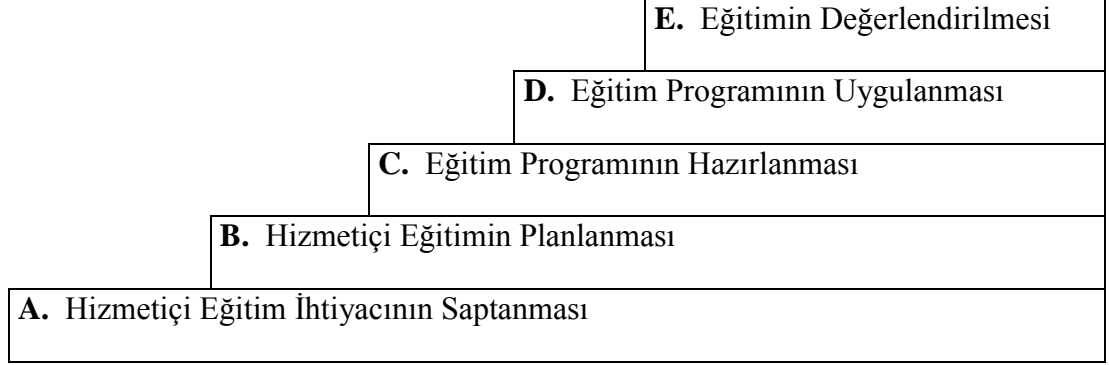 E. Eğitimin Değerlendirilmesi
D. Eğitim Programının Uygulanması
C. Eğitim Programının Hazırlanması
B. Hizmetiçi Eğitimin Planlanması
A. Hizmetiçi Eğitim İhtiyacının Saptanması